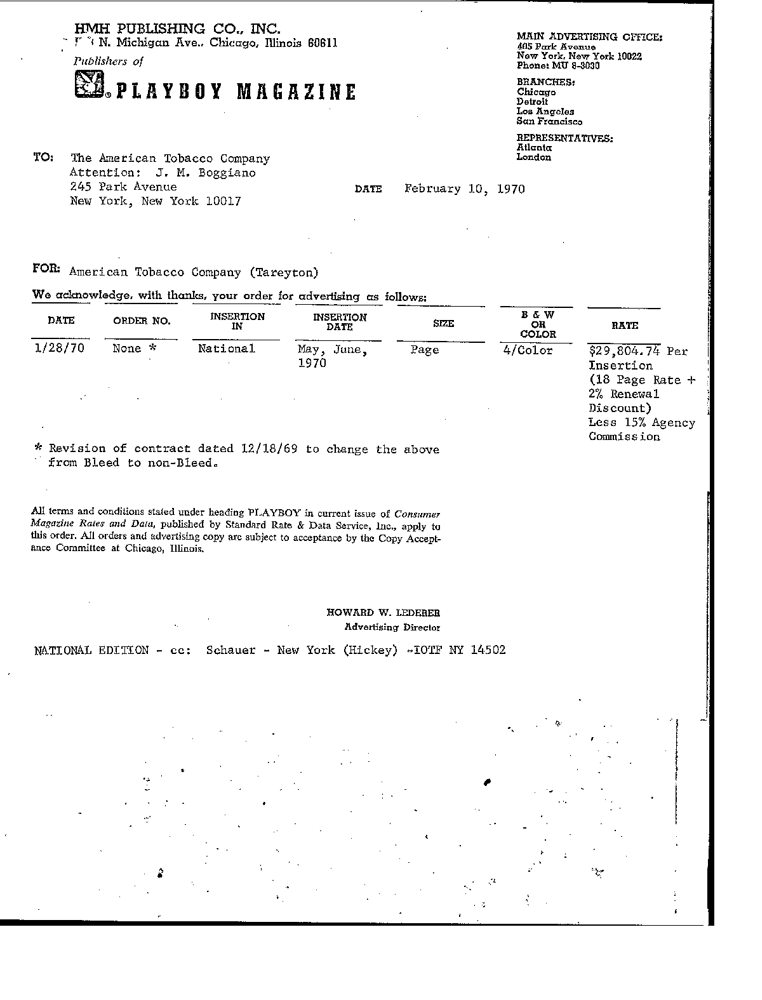 HMH PUBLISHING CO., INC.
N. Michigan Ave., Chicago, Illinois 60611
Publishers of
PLAYBOY MAGAZINE
MAIN ADVERTISING OFFICE:
405 Park Avenue
New York, New York 10022
Phone: MU 8-3030
BRANCHES:
Chicago
Detroit
Los Angeles
San Francisco
REPRESENTATIVES:
Atlanta
London
TO: The American Tobacco Company
Attention: J. M. Boggiano
245 Park Avenue
New York, New York 10017
DATE February 10, 1970
FOR: American Tobacco Company (Tareyton)
We acknowledge, with thanks, your order for advertising as follows:
DATE ORDER NO. INSERTION IN INSERTION DATE SIZE B & W OR COLOR RATE
1/28/70 None * National May, June, Page 4/Color $29,804.74 Per
1970 Insertion
(18 Page Rate +
2% Renewal
Discount)
Less 15% Agency
Commission
* Revision of contract dated 12/18/69 to change the above
from Bleed to non-Bleed.
All terms and conditions stated under heading PLAYBOY in current issue of Consumer
Magazine Rates and Data, published by Standard Rate & Data Service, Inc., apply to
this order. All orders and advertising copy are subject to acceptance by the Copy Accept-
ance Committee at Chicago, Illinois.
HOWARD W. LEDERER
Advertising Director
NATIONAL EDITION - cc: Schauer - New York (Hickey) -IOTF NY 14502